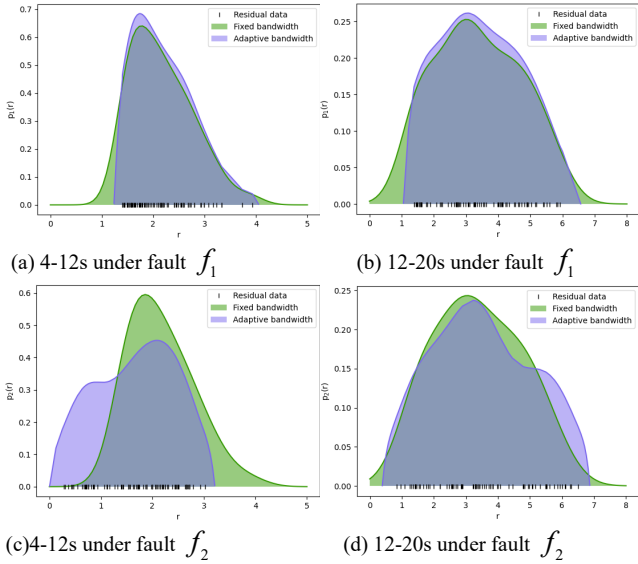 0.7
0.6
0.5
0.4
0.3
0.2
0.1
0.0
p₁(r)
0 1 2 3 4 5
r
Residual data
Fixed bandwidth
Adaptive bandwidth
(a) 4-12s under fault f₁
0.25
0.20
0.15
0.10
0.05
0.00
p₁(r)
0 1 2 3 4 5 6 7 8
r
Residual data
Fixed bandwidth
Adaptive bandwidth
(b) 12-20s under fault f₁
0.6
0.5
0.4
0.3
0.2
0.1
0.0
p₂(r)
0 1 2 3 4 5
r
Residual data
Fixed bandwidth
Adaptive bandwidth
(c)4-12s under fault f₂
0.25
0.20
0.15
0.10
0.05
0.00
p₂(r)
0 1 2 3 4 5 6 7 8
r
Residual data
Fixed bandwidth
Adaptive bandwidth
(d) 12-20s under fault f₂